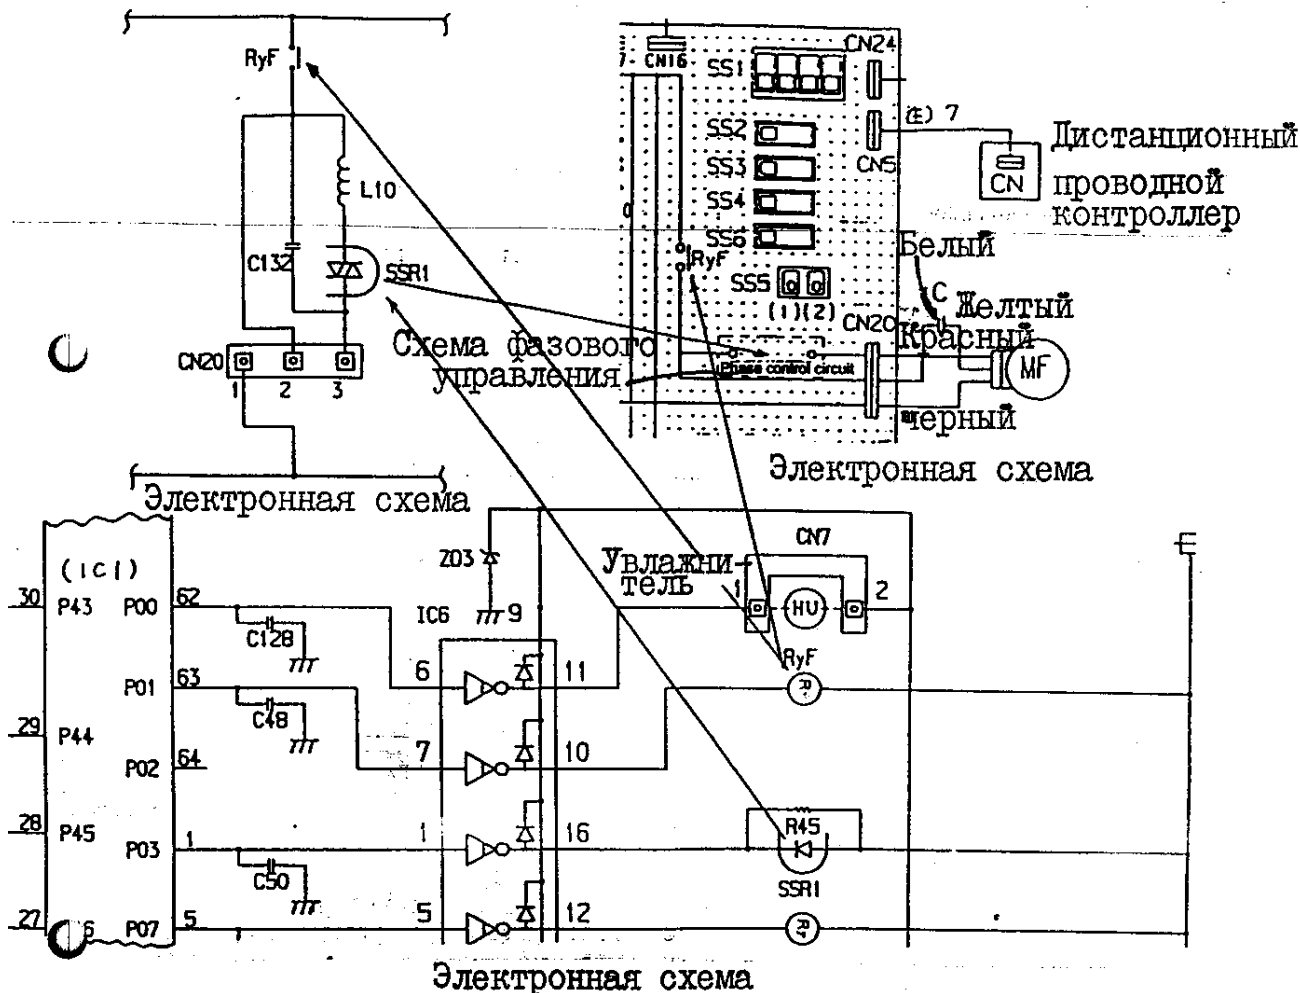 RyF
L10
C132
SSR1
CN20
1 2 3
Электронная схема
CN16
SS1
SS2
SS3
SS4
SS6
RyF
SS5
(1)(2)
CN24
(注) 7
CN5
CN
Дистанционный
проводной
контроллер
Белый
C
Желтый
CN20
Красный
Схема фазового
управления
Phase control circuit
MF
черный
Электронная схема
(IC1)
30 P43 P00 62
C128
P01 63
C48
29 P44
P02 64
28 P45
P03 1
C50
27 6 P07 5
Z03
IC6 9
6 11
7 10
1 16
5 12
Увлажни
тель
CN7
1 HU 2
RyF
R45
SSR1
Электронная схема